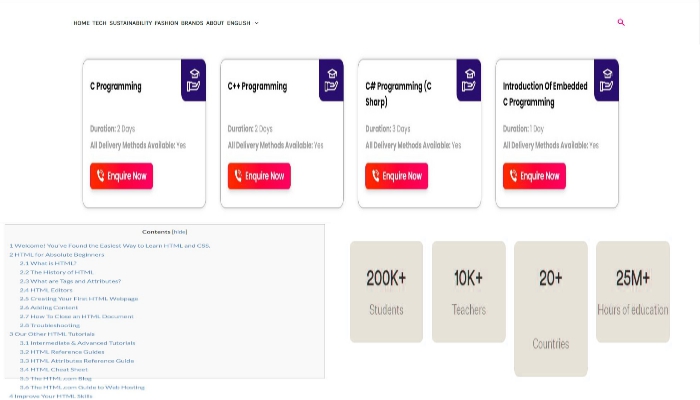 HOME TECH SUSTAINABILITY FASHION BRANDS ABOUT ENGLISH
C Programming
Duration: 2 Days
All Delivery Methods Available: Yes
Enquire Now
C++ Programming
Duration: 2 Days
All Delivery Methods Available: Yes
Enquire Now
C# Programming (C
Sharp)
Duration: 3 Days
All Delivery Methods Available: Yes
Enquire Now
Introduction Of Embedded
C Programming
Duration: 1 Day
All Delivery Methods Available: Yes
Enquire Now
Contents [hide]
1 Welcome! You've Found the Easiest Way to Learn HTML and CSS.
2 HTML for Absolute Beginners
2.1 What is HTML?
2.2 The History of HTML
2.3 What are Tags and Attributes?
2.4 HTML Editors
2.5 Creating Your First HTML Webpage
2.6 Adding Content
2.7 How To Close an HTML Document
2.8 Troubleshooting
3 Our Other HTML Tutorials
3.1 Intermediate & Advanced Tutorials
3.2 HTML Reference Guides
3.3 HTML Attributes Reference Guide
3.4 HTML Cheat Sheet
3.5 The HTML.com Blog
3.6 The HTML.com Guide to Web Hosting
4 Improve Your HTML Skills
200K+
Students
10K+
Teachers
20+
Countries
25M+
Hours of education